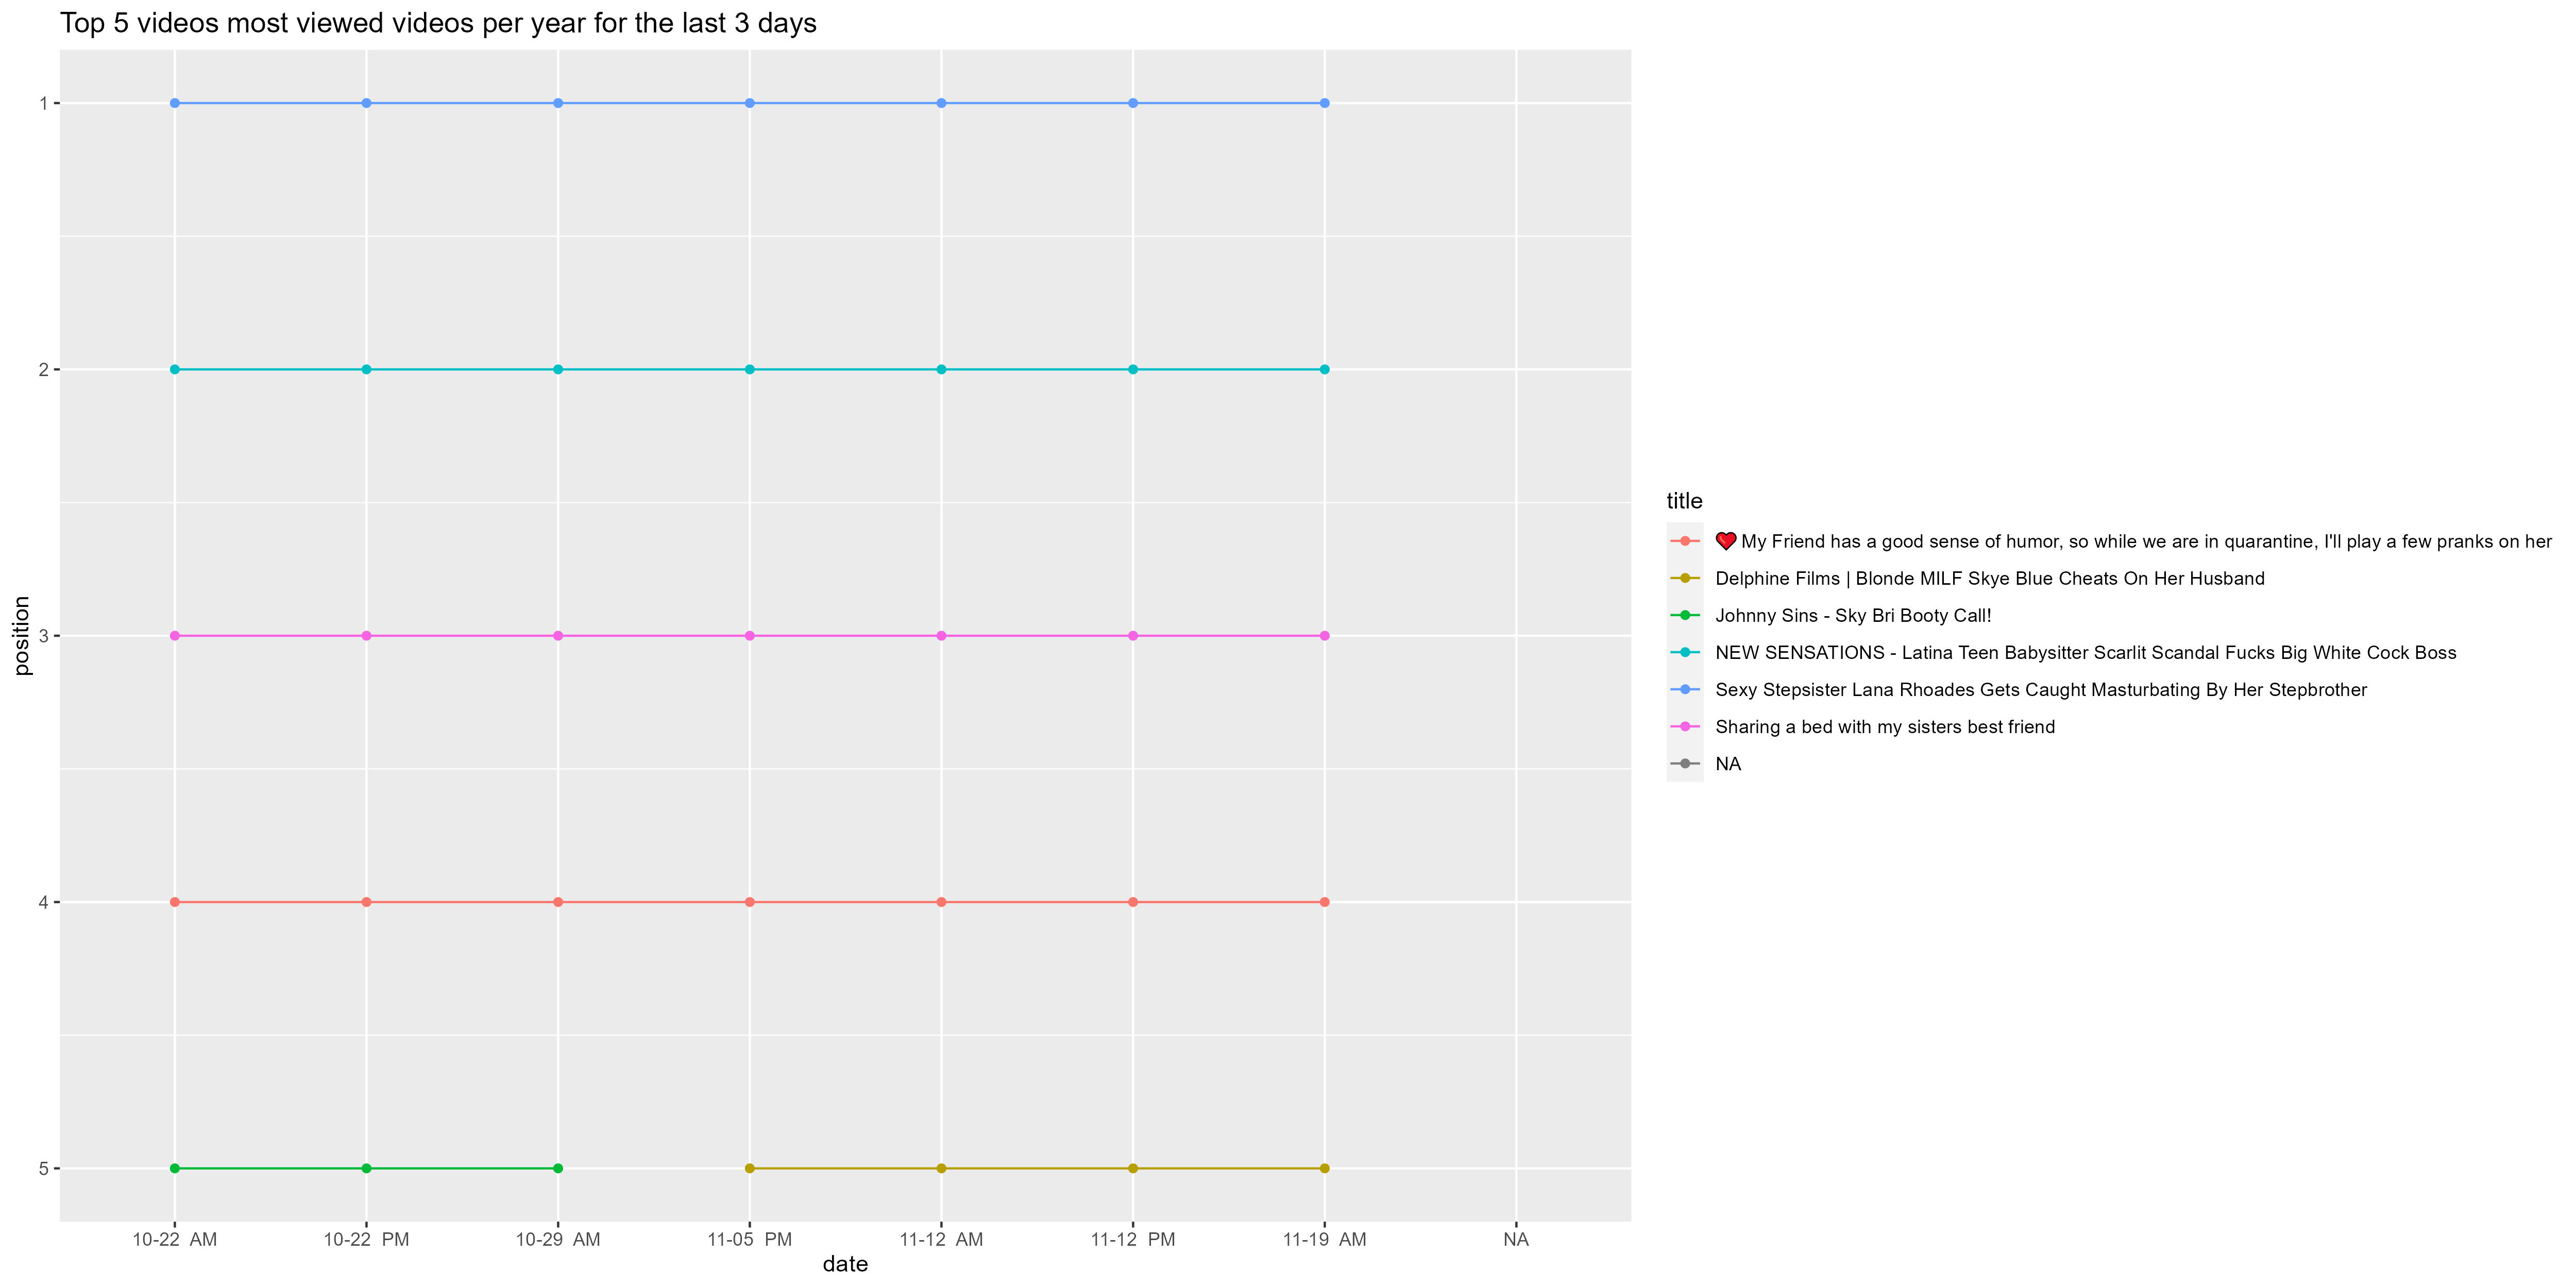 Top 5 videos most viewed videos per year for the last 3 days
1
2
3
4
5
position
10-22 AM
10-22 PM
10-29 AM
11-05 PM
11-12 AM
11-12 PM
11-19 AM
NA
date
title
❤️ My Friend has a good sense of humor, so while we are in quarantine, I'll play a few pranks on her
Delphine Films | Blonde MILF Skye Blue Cheats On Her Husband
Johnny Sins - Sky Bri Booty Call!
NEW SENSATIONS - Latina Teen Babysitter Scarlit Scandal Fucks Big White Cock Boss
Sexy Stepsister Lana Rhoades Gets Caught Masturbating By Her Stepbrother
Sharing a bed with my sisters best friend
NA